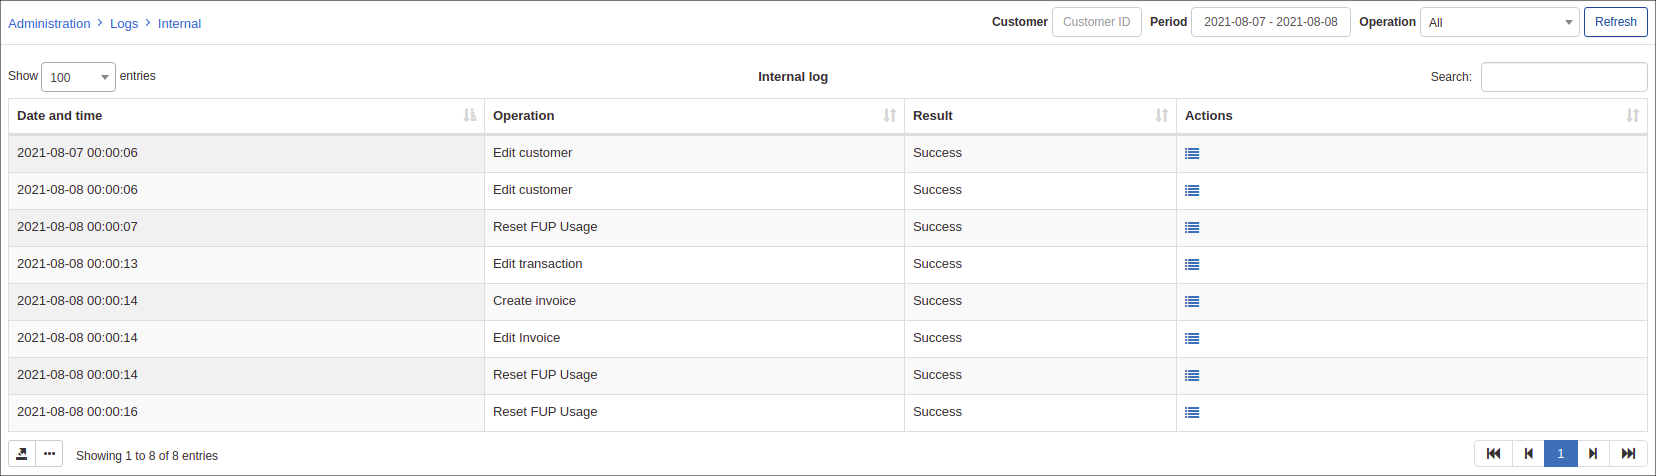 Administration > Logs > Internal Customer Customer ID Period 2021-08-07 - 2021-08-08 Operation All Refresh
Show 100 entries Internal log Search:
Date and time Operation Result Actions
2021-08-07 00:00:06 Edit customer Success
2021-08-08 00:00:06 Edit customer Success
2021-08-08 00:00:07 Reset FUP Usage Success
2021-08-08 00:00:13 Edit transaction Success
2021-08-08 00:00:14 Create invoice Success
2021-08-08 00:00:14 Edit Invoice Success
2021-08-08 00:00:14 Reset FUP Usage Success
2021-08-08 00:00:16 Reset FUP Usage Success
Showing 1 to 8 of 8 entries 1